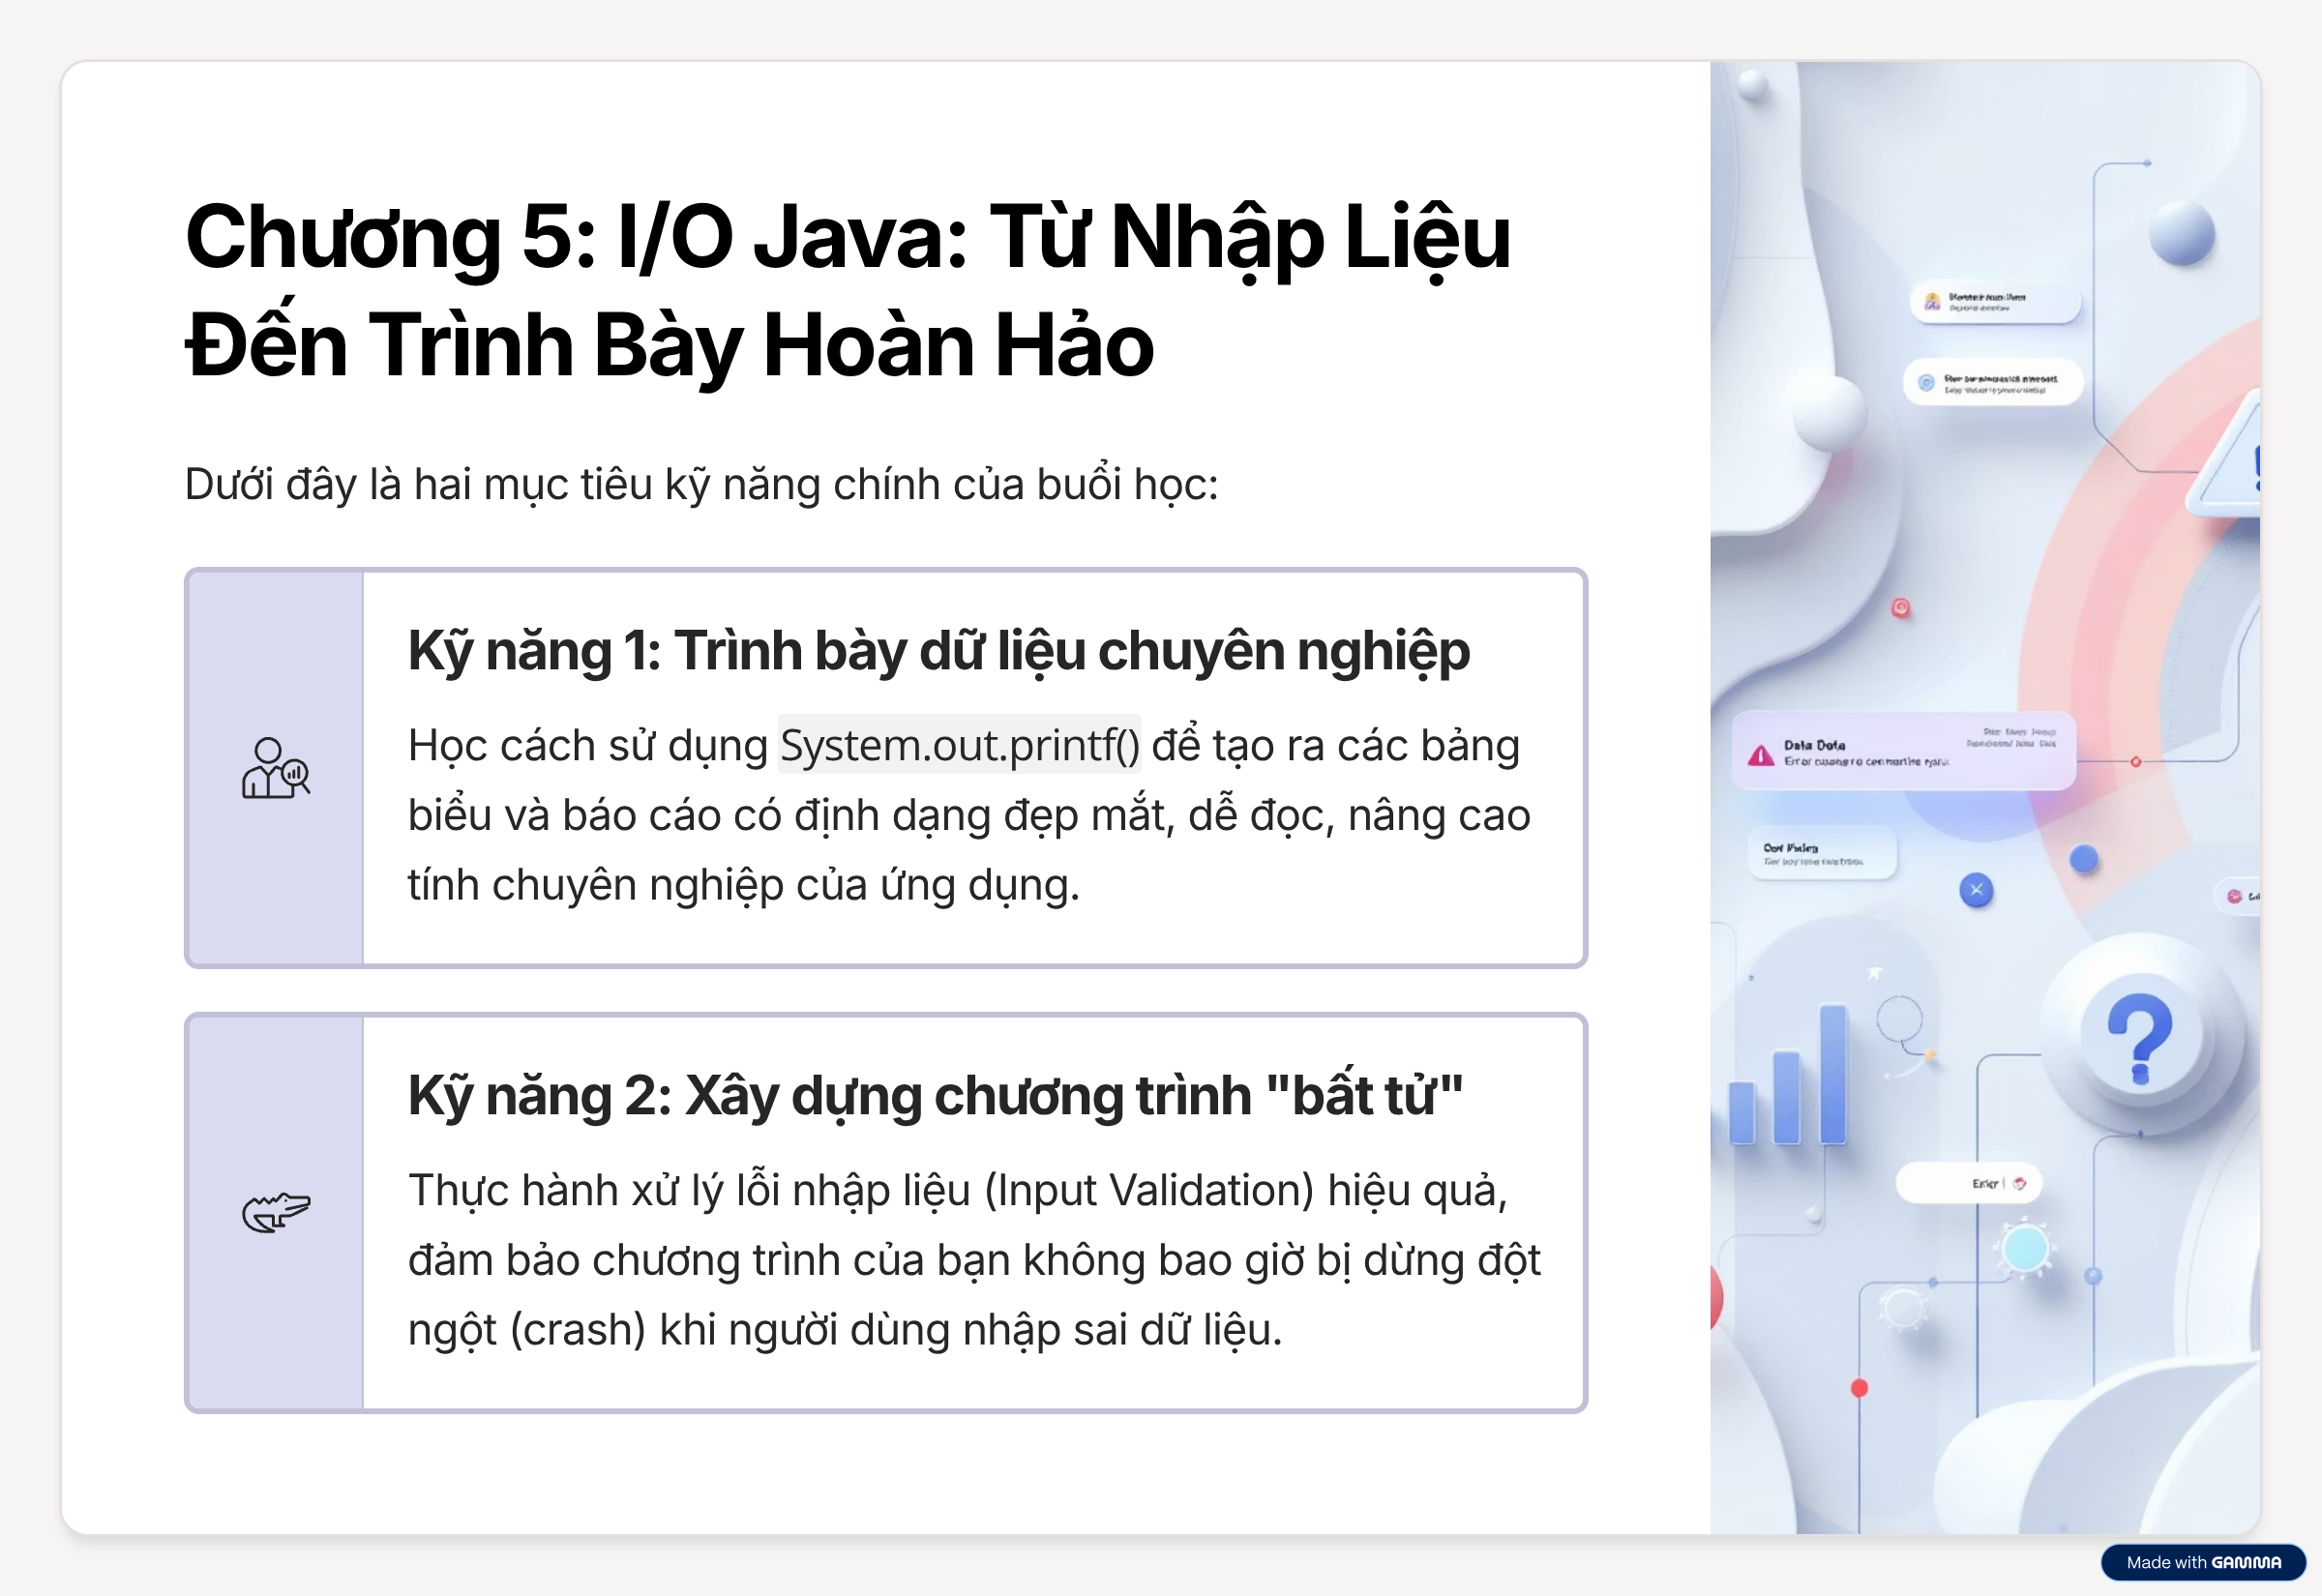 Chương 5: I/O Java: Từ Nhập Liệu
Đến Trình Bày Hoàn Hảo
Dưới đây là hai mục tiêu kỹ năng chính của buổi học:
Kỹ năng 1: Trình bày dữ liệu chuyên nghiệp
Học cách sử dụng System.out.printf() để tạo ra các bảng
biểu và báo cáo có định dạng đẹp mắt, dễ đọc, nâng cao
tính chuyên nghiệp của ứng dụng.
Kỹ năng 2: Xây dựng chương trình "bất tử"
Thực hành xử lý lỗi nhập liệu (Input Validation) hiệu quả,
đảm bảo chương trình của bạn không bao giờ bị dừng đột
ngột (crash) khi người dùng nhập sai dữ liệu.
Data Dota
?
Made with GAMMA